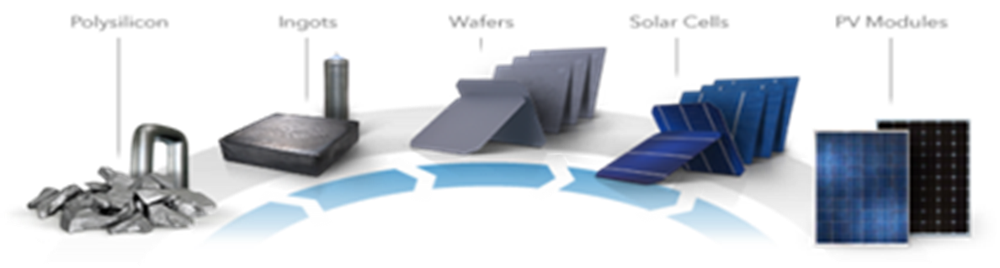 Polysilicon
Ingots
Wafers
Solar Cells
PV Modules